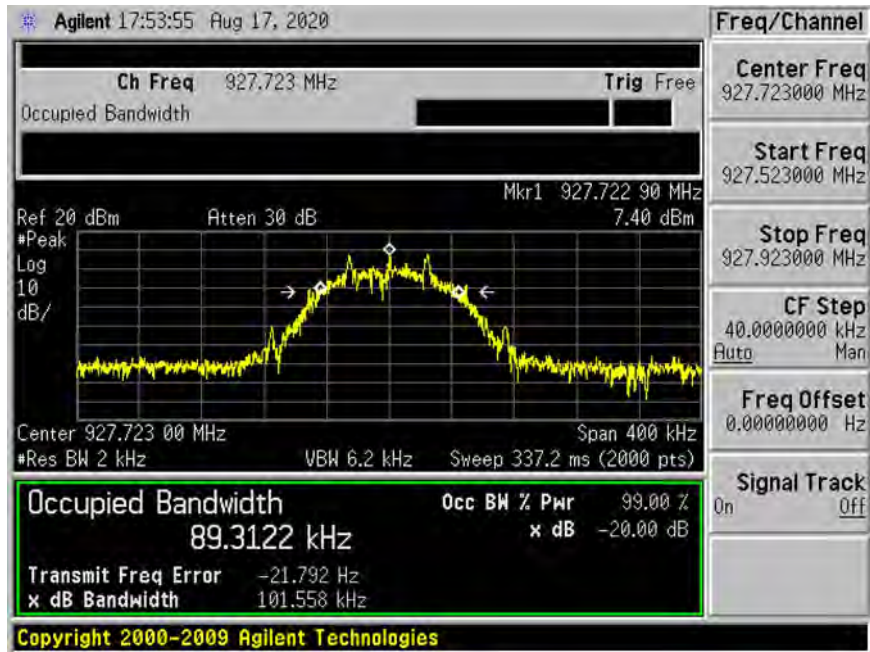 Agilent 17:53:55 Aug 17, 2020
Freq/Channel
Ch Freq 927.723 MHz Trig Free
Occupied Bandwidth
Center Freq
927.723000 MHz
Start Freq
927.523000 MHz
Stop Freq
927.923000 MHz
CF Step
40.0000000 kHz
Auto Man
Freq Offset
0.00000000 Hz
Signal Track
On Off
Mkr1 927.722 90 MHz
Ref 20 dBm Atten 30 dB 7.40 dBm
#Peak
Log
10
dB/
Center 927.723 00 MHz Span 400 kHz
#Res BW 2 kHz VBW 6.2 kHz Sweep 337.2 ms (2000 pts)
Occupied Bandwidth Occ BW % Pwr 99.00 %
89.3122 kHz x dB -20.00 dB
Transmit Freq Error -21.792 Hz
x dB Bandwidth 101.558 kHz
Copyright 2000-2009 Agilent Technologies